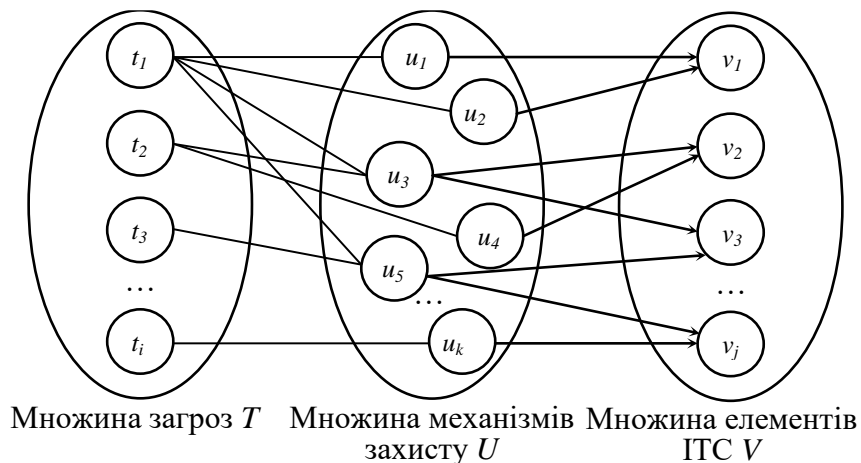 t1 u1 v1
u2
t2 v2
u3
t3 u4 v3
u5
… … …
ti uk vj
Множина загроз T Множина механізмів захисту U Множина елементів ІТС V